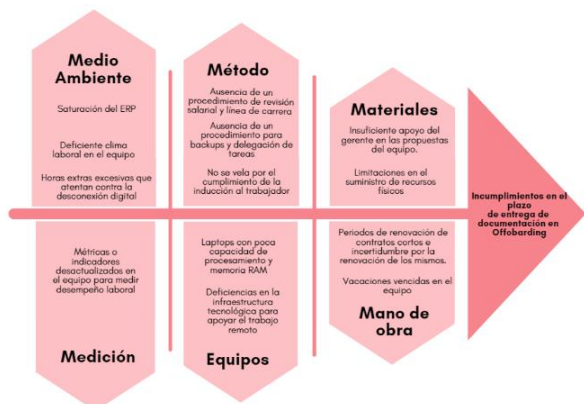 Medio
Ambiente
Saturación del ERP
Deficiente clima
laboral en el equipo
Horas extras excesivas que
atentan contra la
desconexión digital
Método
Ausencia de un
procedimiento de revisión
salarial y línea de carrera
Ausencia de un
procedimiento para
backups y delegación de
tareas
No se vela por el
cumplimiento de la
inducción al trabajador
Materiales
Insuficiente apoyo del
gerente en las propuestas
del equipo.
Limitaciones en el
suministro de recursos
físicos
Incumplimientos en el
plazo
de entrega de
documentación en
Offobarding
Métricas o
indicadores
desactualizados en
el equipo para medir
desempeño laboral
Medición
Laptops con poca
capacidad de
procesamiento y
memoria RAM
Deficiencias en la
infraestructura
tecnológica para
apoyar el trabajo
remoto
Equipos
Periodos de renovación de
contratos cortos e
incertidumbre por la
renovación de los mismos.
Vacaciones vencidas en el
equipo
Mano de
obra